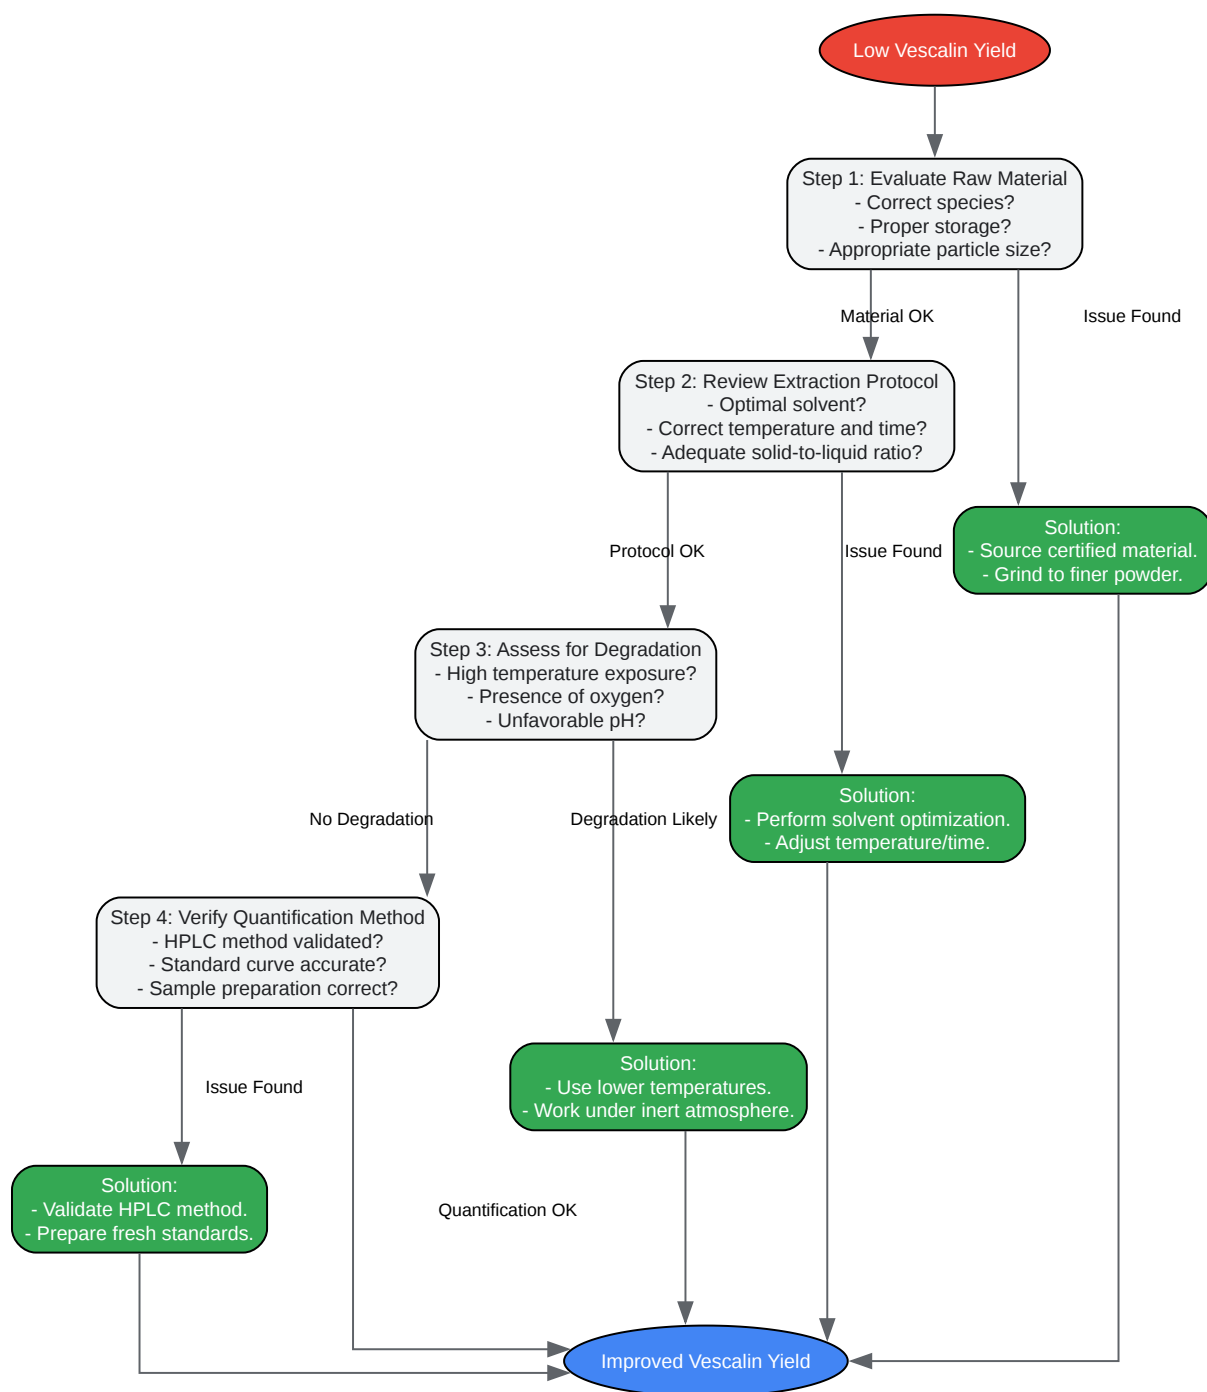 Low Vescalin Yield
Step 1: Evaluate Raw Material
- Correct species?
- Proper storage?
- Appropriate particle size?
Material OK
Issue Found
Step 2: Review Extraction Protocol
- Optimal solvent?
- Correct temperature and time?
- Adequate solid-to-liquid ratio?
Protocol OK
Issue Found
Solution:
- Source certified material.
- Grind to finer powder.
Step 3: Assess for Degradation
- High temperature exposure?
- Presence of oxygen?
- Unfavorable pH?
No Degradation
Degradation Likely
Solution:
- Perform solvent optimization.
- Adjust temperature/time.
Step 4: Verify Quantification Method
- HPLC method validated?
- Standard curve accurate?
- Sample preparation correct?
Issue Found
Solution:
- Use lower temperatures.
- Work under inert atmosphere.
Solution:
- Validate HPLC method.
- Prepare fresh standards.
Quantification OK
Improved Vescalin Yield